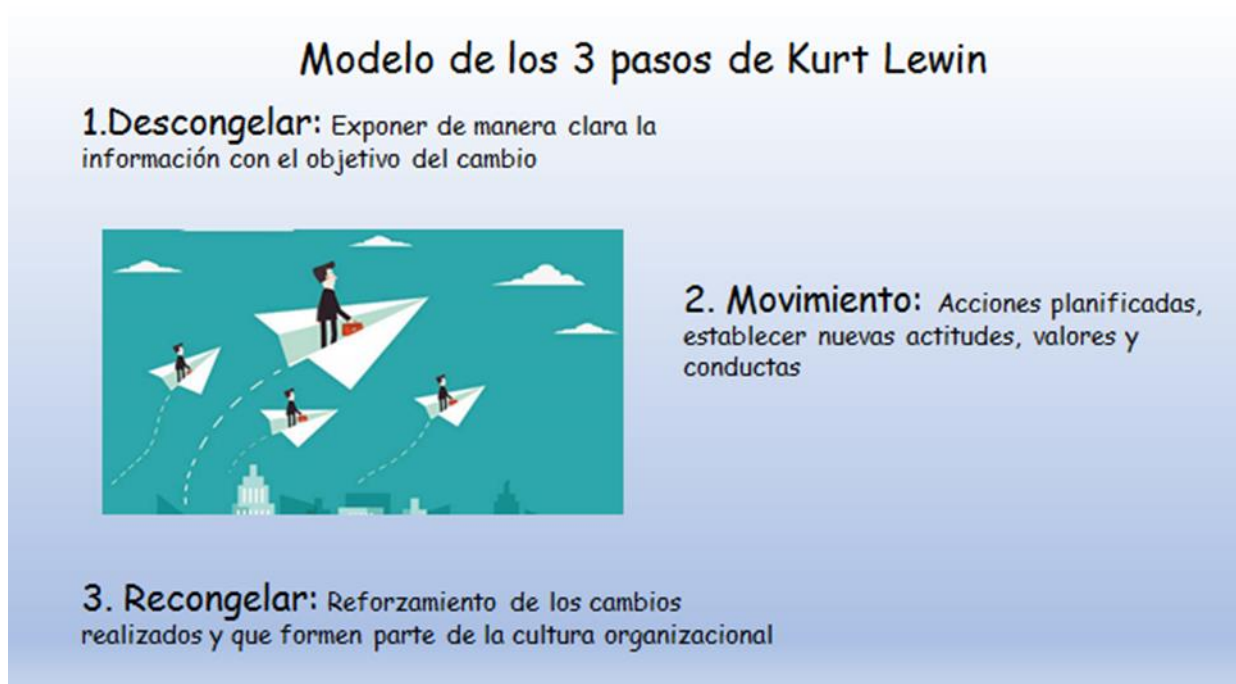 Modelo de los 3 pasos de Kurt Lewin
1.Descongelar: Exponer de manera clara la
información con el objetivo del cambio
2. Movimiento: Acciones planificadas,
establecer nuevas actitudes, valores y
conductas
3. Recongelar: Reforzamiento de los cambios
realizados y que formen parte de la cultura organizacional